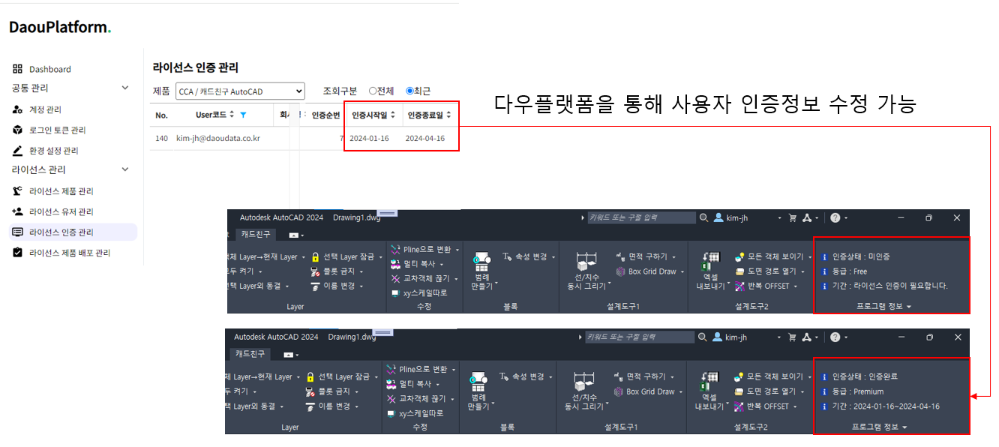 DaouPlatform.
Dashboard
공통 관리
계정 관리
로그인 토큰 관리
환경 설정 관리
라이선스 관리
라이선스 제품 관리
라이선스 유저 관리
라이선스 인증 관리
라이선스 제품 배포 관리
라이선스 인증 관리
제품 CCA / 캐드친구 AutoCAD 조회구분 전체 최근
No. User코드 회사 인증순번 인증시작일 인증종료일
140 kim-jh@daoudata.co.kr 7 2024-01-16 2024-04-16
다우플랫폼을 통해 사용자 인증정보 수정 가능
Autodesk AutoCAD 2024 Drawing1.dwg 키워드 또는 구절 입력 kim-jh
캐드친구
Layer→현재 Layer 선택 Layer 잠금 Pline으로 변환 속성 변경 면적 구하기 모든 객체 보이기 인증상태 : 미인증
켜기 플롯 금지 멀티 복사 Box Grid Draw 도면 경로 열기 등급 : Free
Layer외 동결 이름 변경 교차객체 끊기 범례 만들기 선/치수 동시 그리기 엑셀 내보내기 반복 OFFSET 기간 : 라이선스 인증이 필요합니다.
xy스케일따로
Layer 수정 블록 설계도구1 설계도구2 프로그램 정보
Autodesk AutoCAD 2024 Drawing1.dwg 키워드 또는 구절 입력 kim-jh
캐드친구
Layer→현재 Layer 선택 Layer 잠금 Pline으로 변환 속성 변경 면적 구하기 모든 객체 보이기 인증상태 : 인증완료
켜기 플롯 금지 멀티 복사 Box Grid Draw 도면 경로 열기 등급 : Premium
Layer외 동결 이름 변경 교차객체 끊기 범례 만들기 선/치수 동시 그리기 엑셀 내보내기 반복 OFFSET 기간 : 2024-01-16~2024-04-16
xy스케일따로
Layer 수정 블록 설계도구1 설계도구2 프로그램 정보